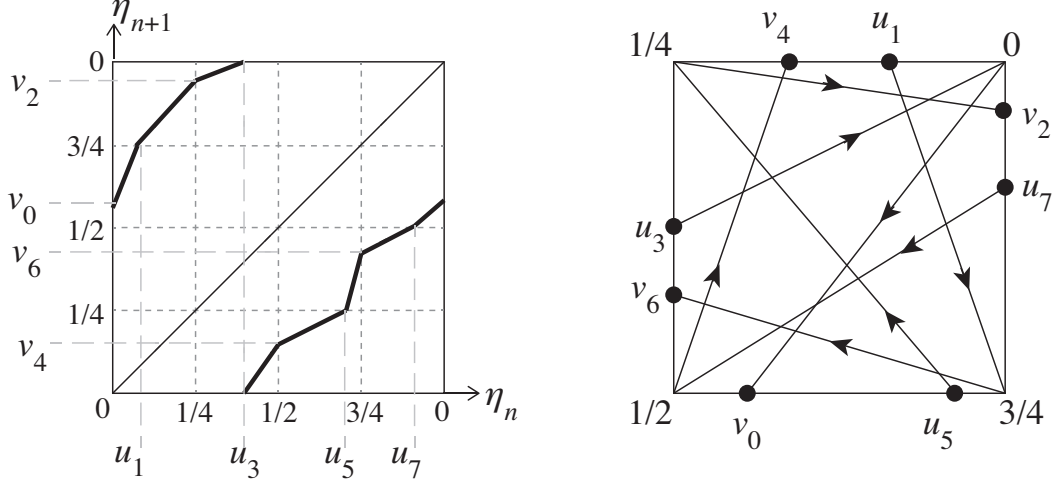 η_{n+1}
0
v_2
3/4
v_0
1/2
v_6
1/4
v_4
0 1/4 1/2 3/4 0 η_n
u_1 u_3 u_5 u_7
v_4 u_1
1/4 0
v_2
u_7
u_3
v_6
1/2 3/4
v_0 u_5